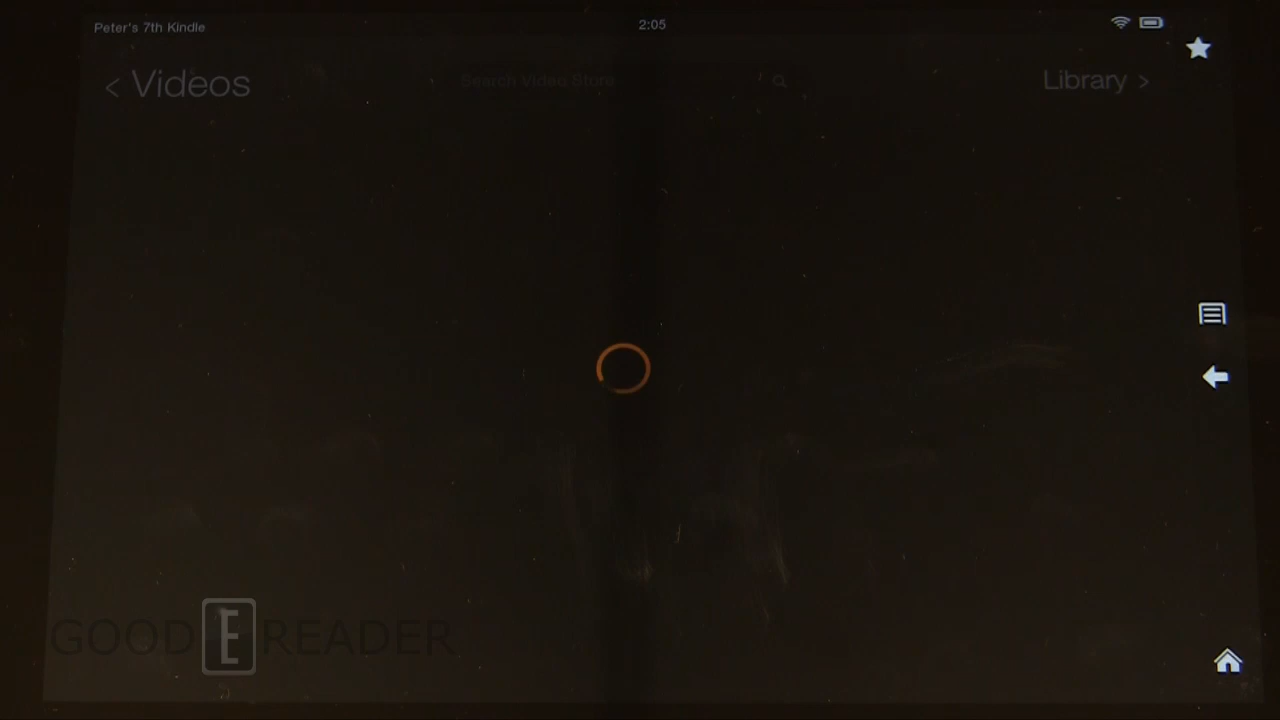 Peter's 7th Kindle
2:05
< Videos
Search Video Store
Library >
GOOD E READER